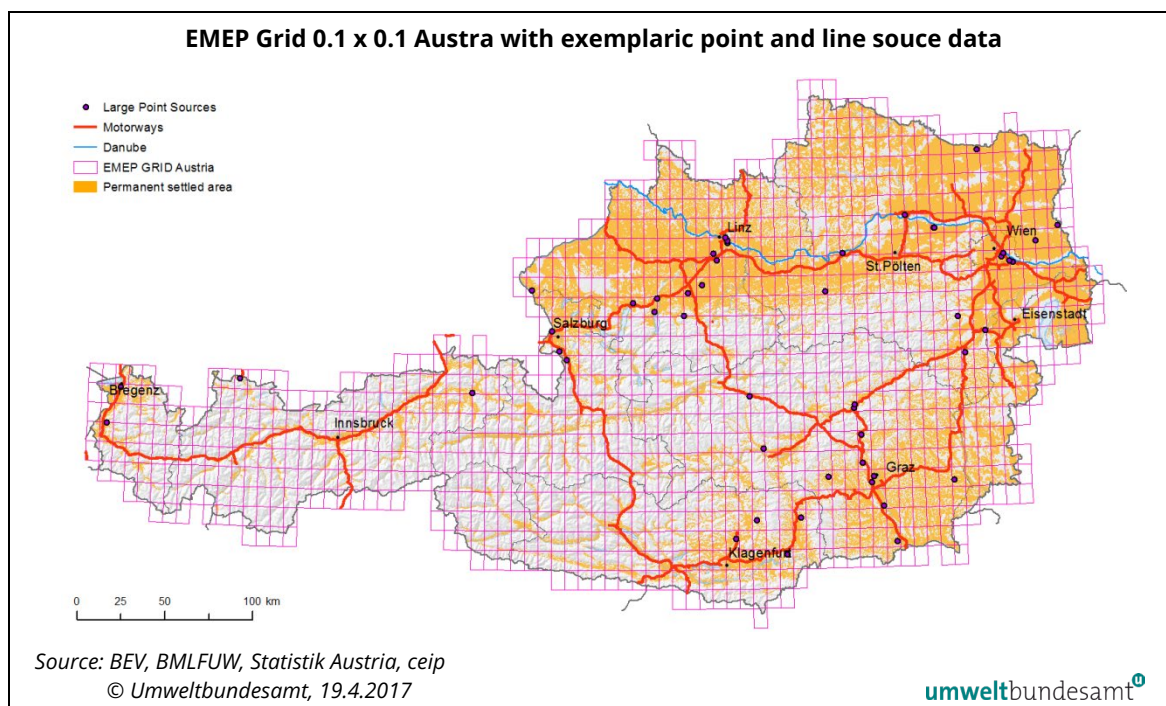 EMEP Grid 0.1 x 0.1 Austra with exemplaric point and line souce data
Large Point Sources
Motorways
Danube
EMEP GRID Austria
Permanent settled area
Linz
Wien
St.Pölten
Eisenstadt
Salzburg
Bregenz
Innsbruck
Graz
Klagenfurt
0 25 50 100 km
Source: BEV, BMLFUW, Statistik Austria, ceip
© Umweltbundesamt, 19.4.2017
umweltbundesamt
u